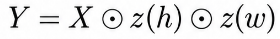 Y = X ⊙ z(h) ⊙ z(w)